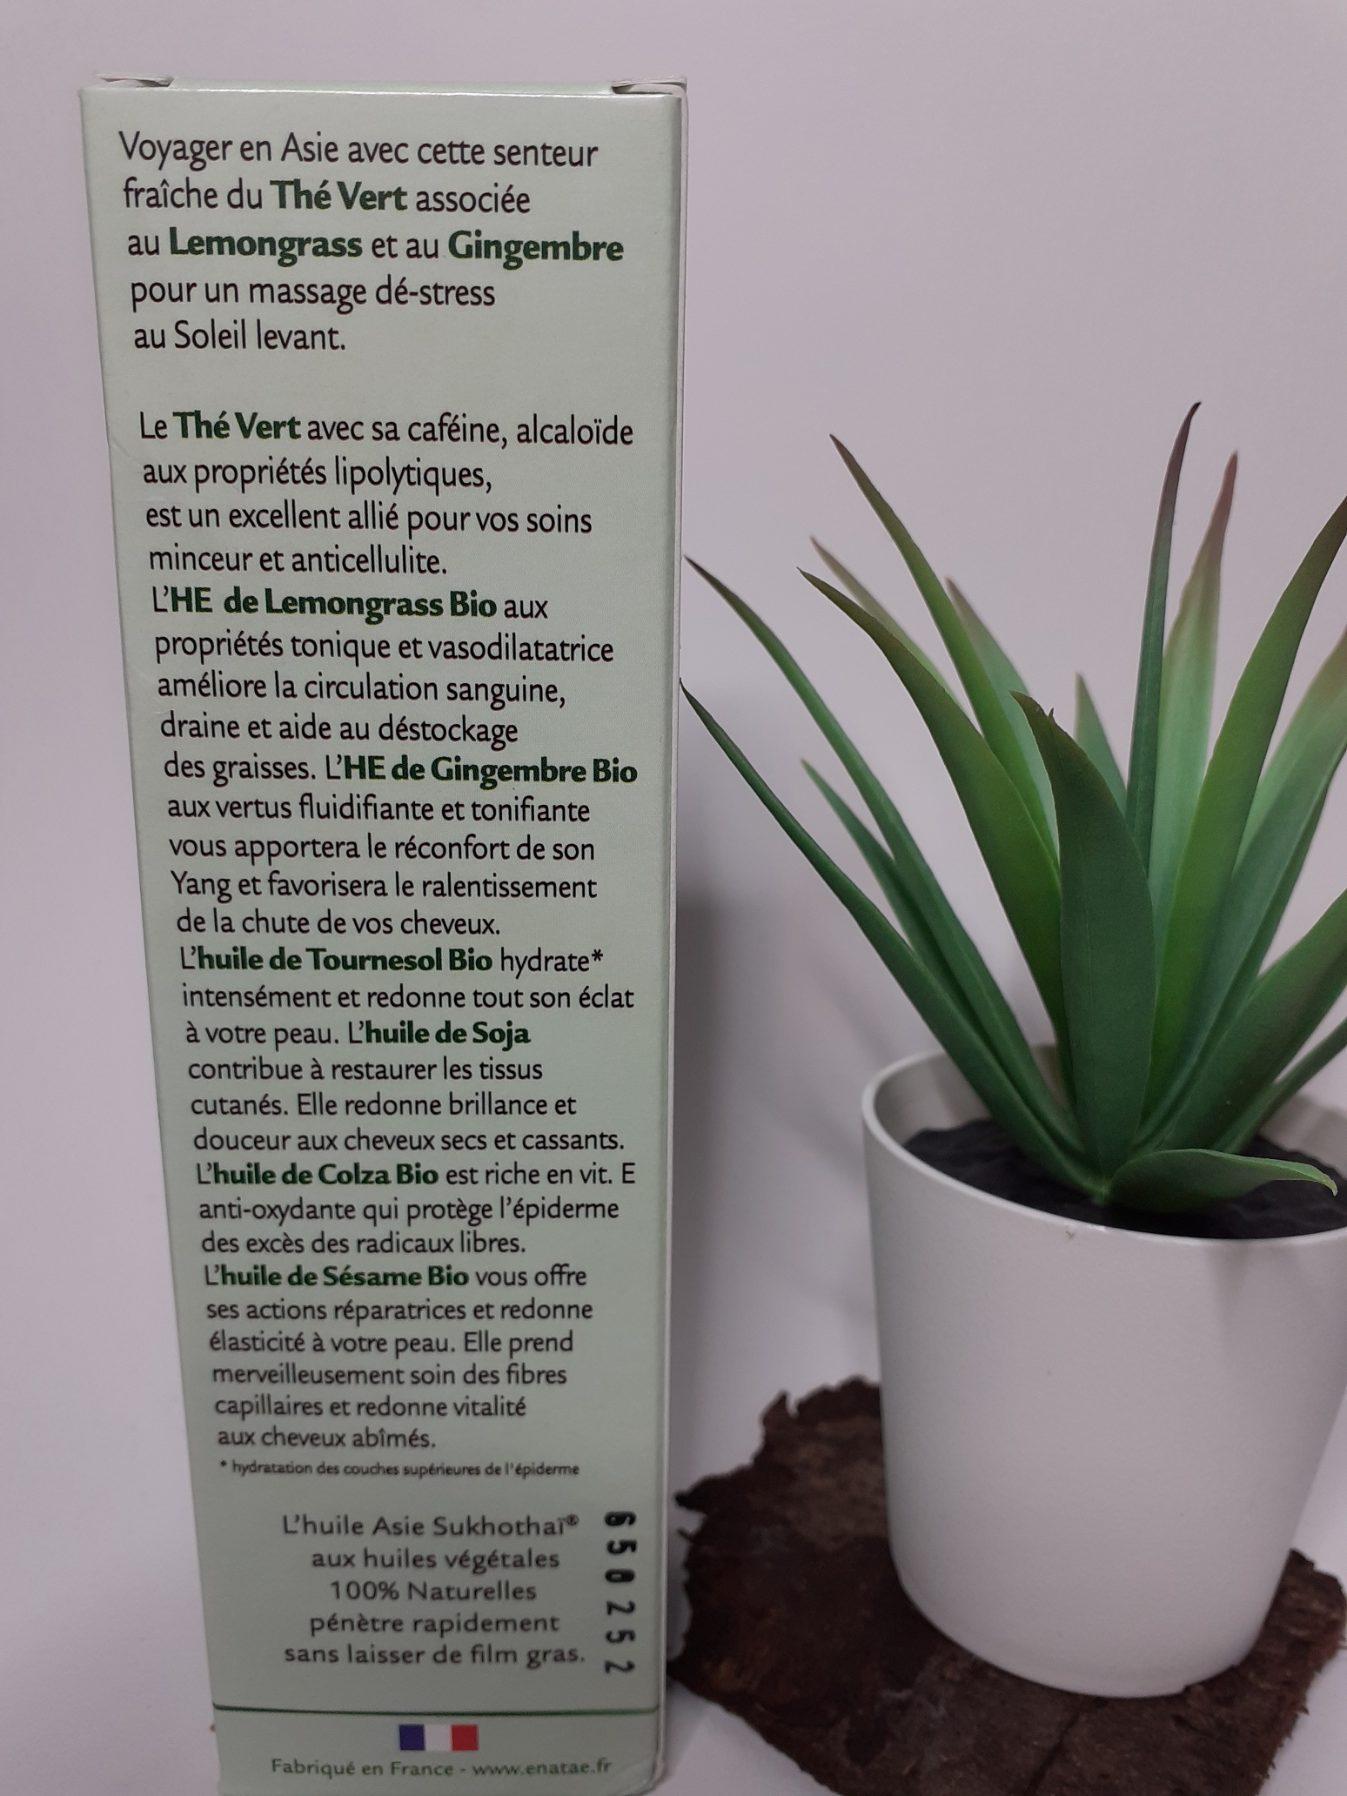 Voyager en Asie avec cette senteur
fraîche du Thé Vert associée
au Lemongrass et au Gingembre
pour un massage dé-stress
au Soleil levant.
Le Thé Vert avec sa caféine, alcaloïde
aux propriétés lipolytiques,
est un excellent allié pour vos soins
minceur et anticellulite.
L'HE de Lemongrass Bio aux
propriétés tonique et vasodilatatrice
améliore la circulation sanguine,
draine et aide au déstockage
des graisses. L'HE de Gingembre Bio
aux vertus fluidifiante et tonifiante
vous apportera le réconfort de son
Yang et favorisera le ralentissement
de la chute de vos cheveux.
L'huile de Tournesol Bio hydrate*
intensément et redonne tout son éclat
à votre peau. L'huile de Soja
contribue à restaurer les tissus
cutanés. Elle redonne brillance et
douceur aux cheveux secs et cassants.
L'huile de Colza Bio est riche en vit. E
anti-oxydante qui protège l'épiderme
des excès des radicaux libres.
L'huile de Sésame Bio vous offre
ses actions réparatrices et redonne
élasticité à votre peau. Elle prend
merveilleusement soin des fibres
capillaires et redonne vitalité
aux cheveux abîmés.
* hydratation des couches supérieures de l'épiderme
L'huile Asie Sukhothaï®
aux huiles végétales
100% Naturelles
pénètre rapidement
sans laisser de film gras.
650252
Fabriqué en France - www.enatae.fr